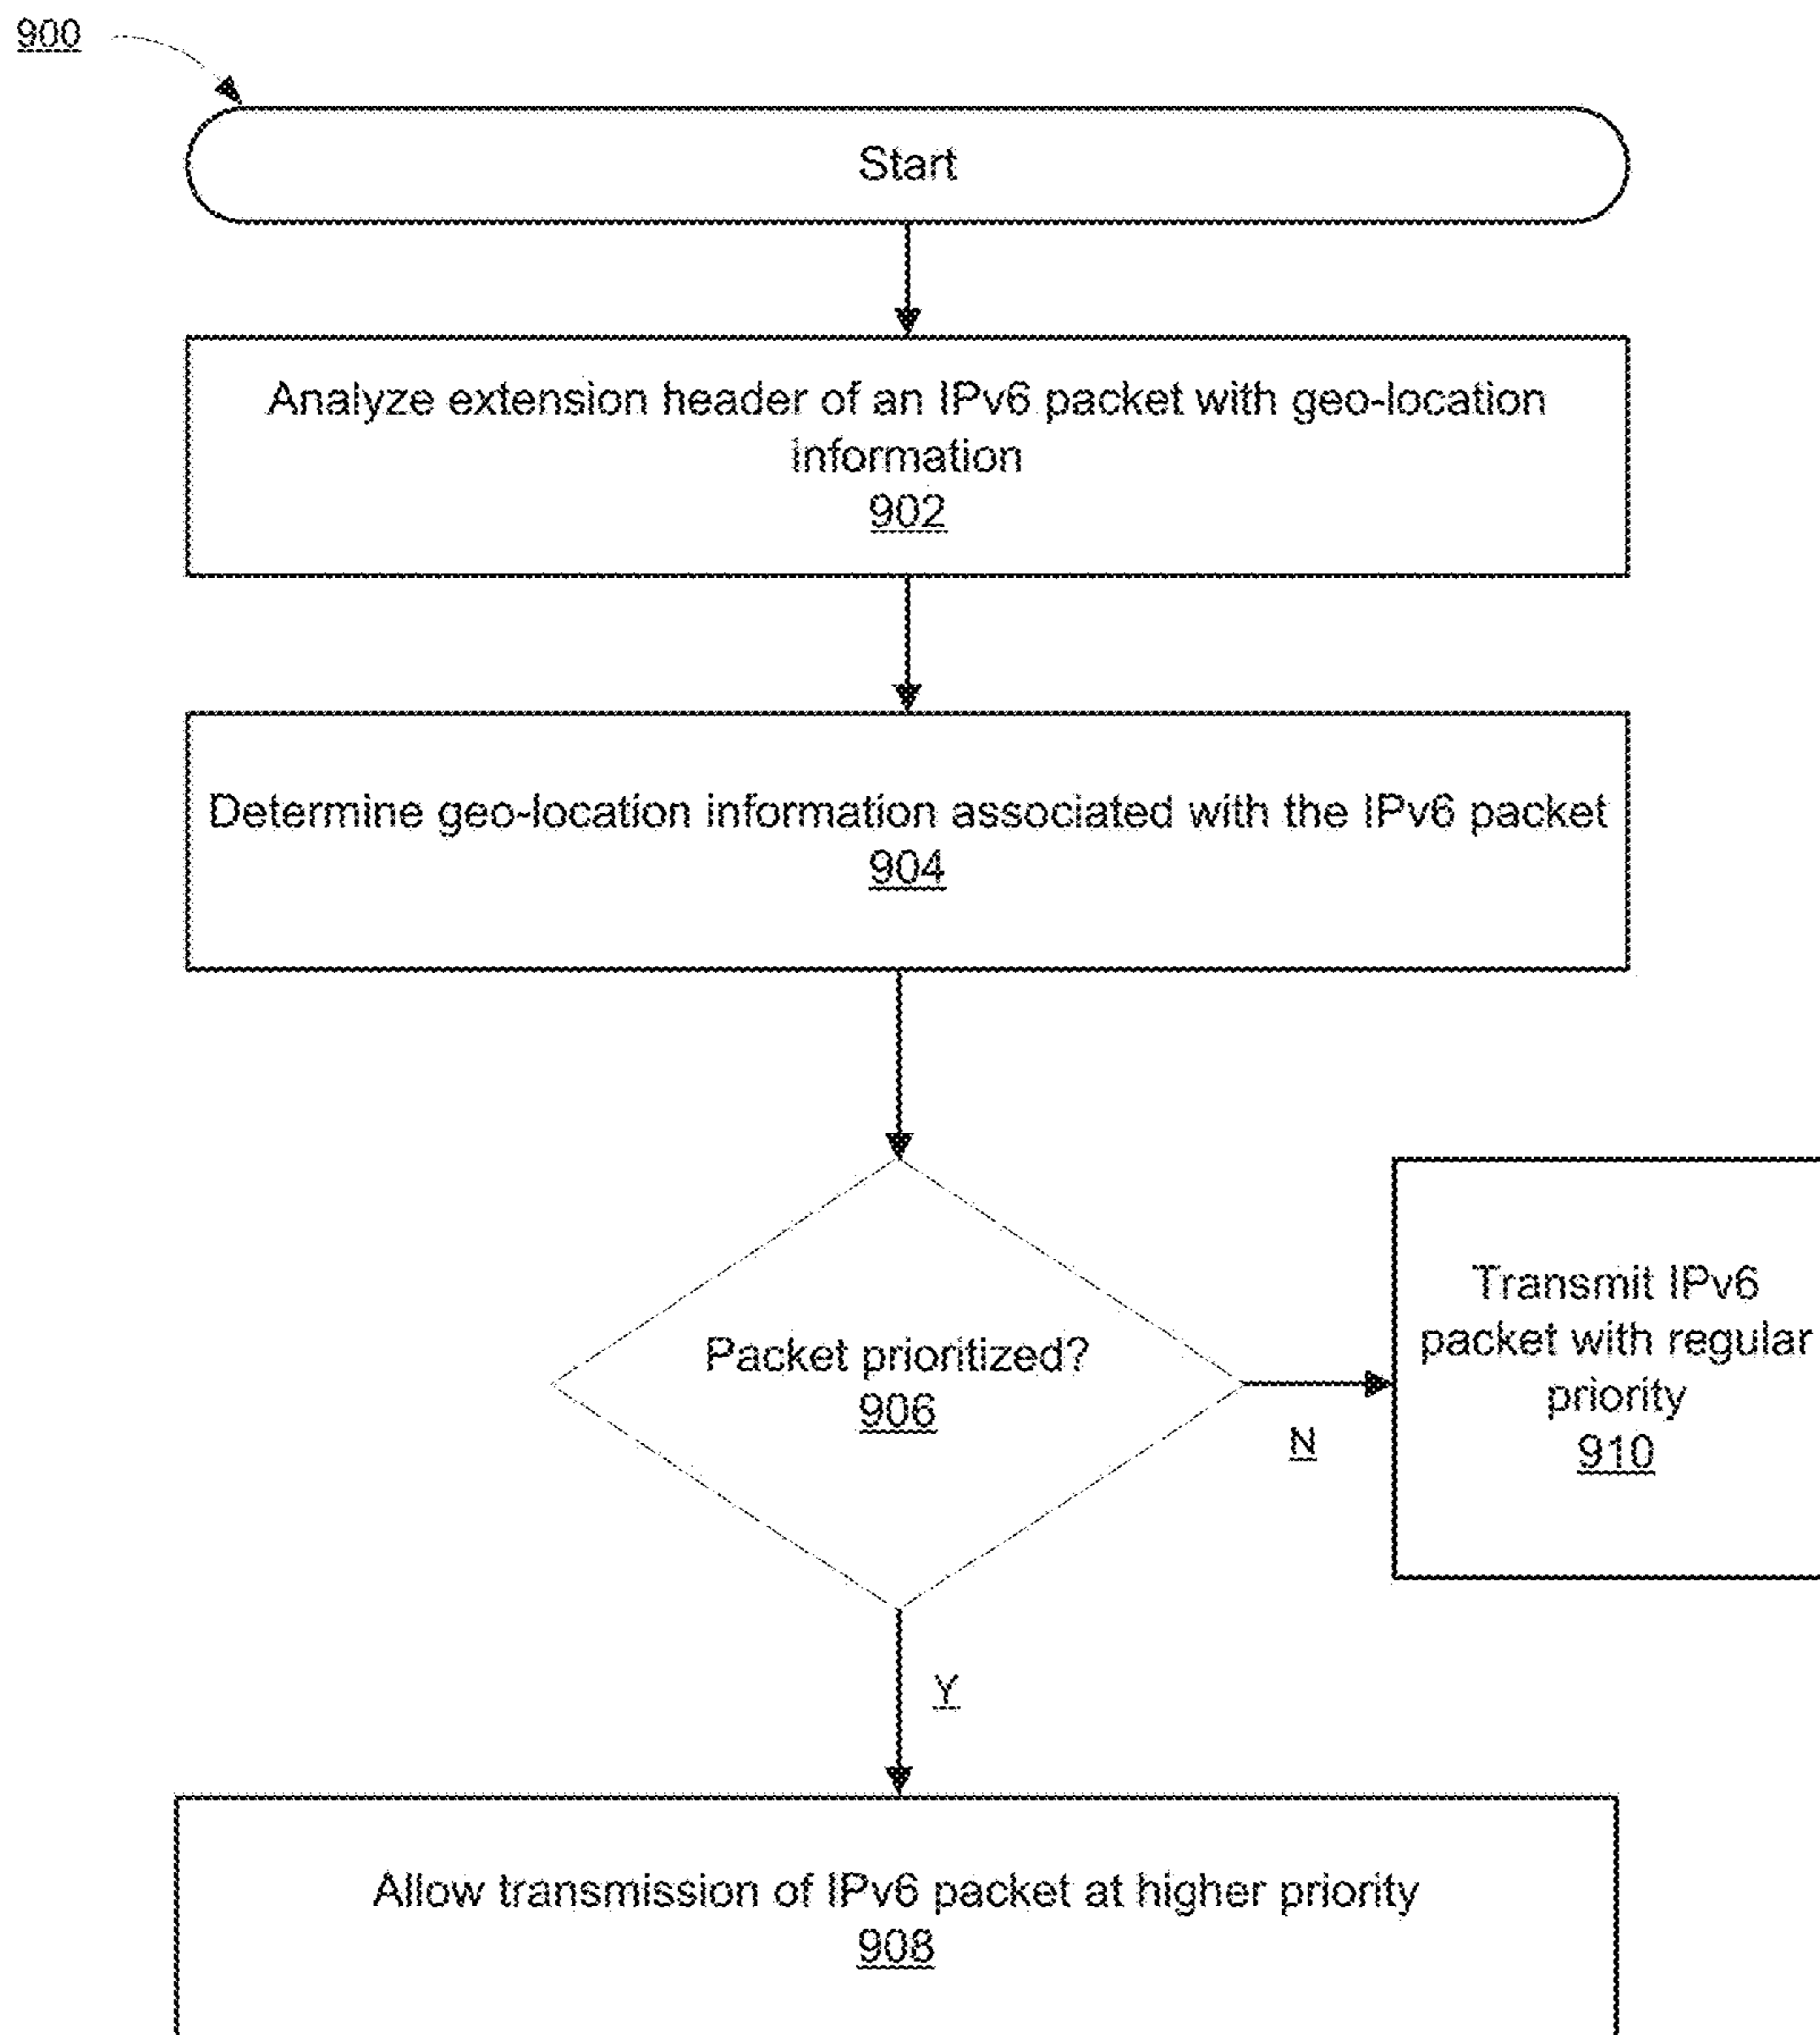 900
Start
Analyze extension header of an IPv6 packet with geo-location
information
902
Determine geo-location information associated with the IPv6 packet
904
Packet prioritized?
906
N
Transmit IPv6
packet with regular
priority
910
Y
Allow transmission of IPv6 packet at higher priority
908